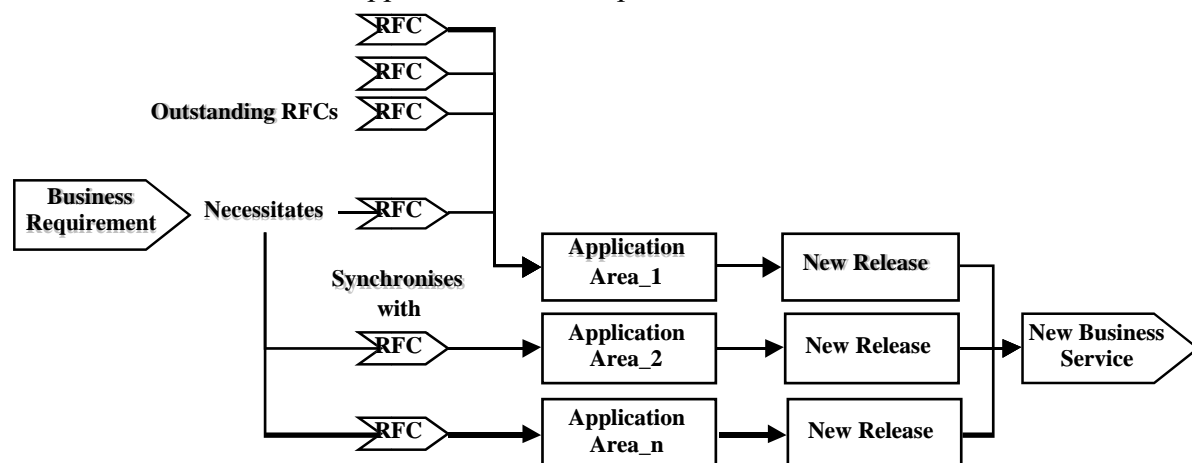 RFC
RFC
Outstanding RFCs
RFC
Business
Requirement
Necessitates
RFC
Application
Area_1
New Release
Synchronises
with
RFC
Application
Area_2
New Release
New Business
Service
RFC
Application
Area_n
New Release